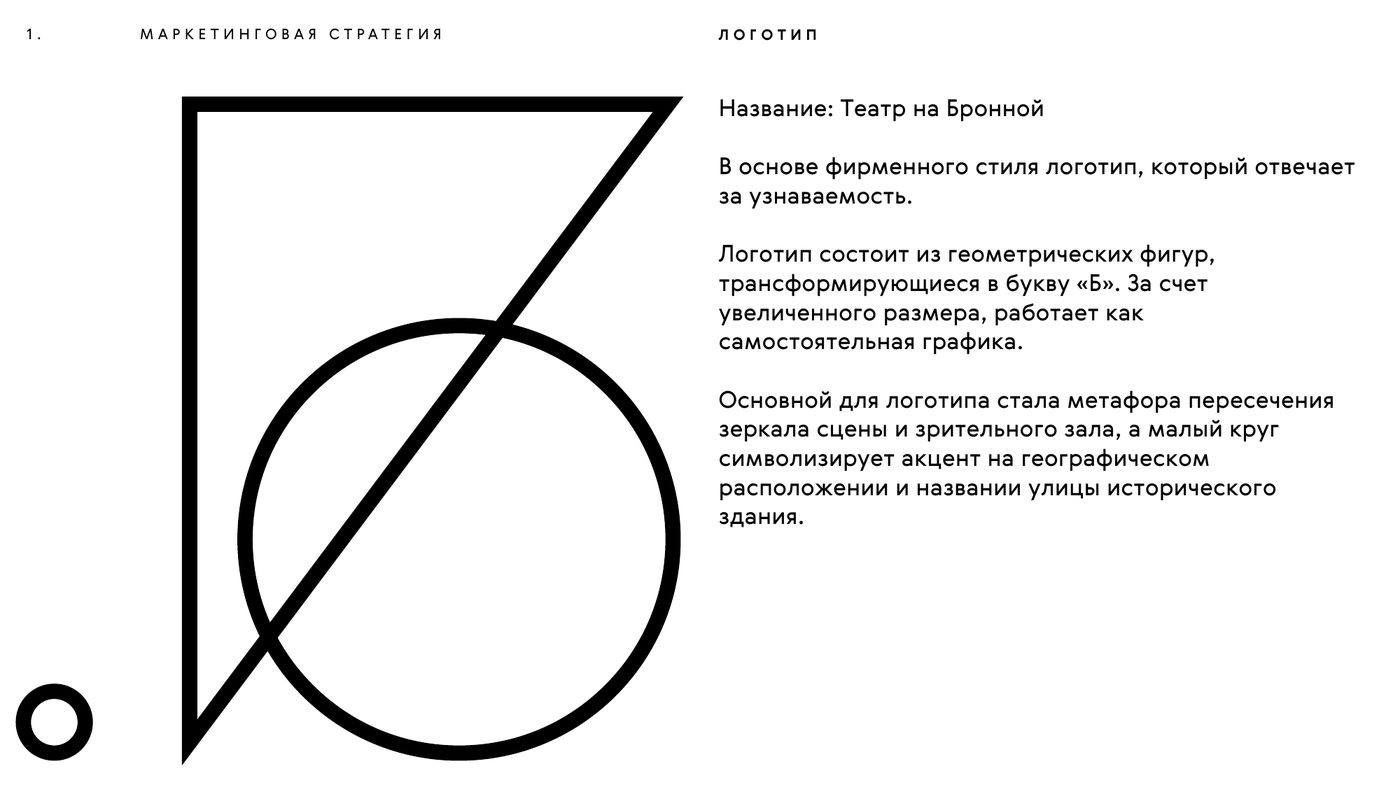 1.
МАРКЕТИНГОВАЯ СТРАТЕГИЯ
ЛОГОТИП
Название: Театр на Бронной
В основе фирменного стиля логотип, который отвечает
за узнаваемость.
Логотип состоит из геометрических фигур,
трансформирующиеся в букву «Б». За счет
увеличенного размера, работает как
самостоятельная графика.
Основной для логотипа стала метафора пересечения
зеркала сцены и зрительного зала, а малый круг
символизирует акцент на географическом
расположении и названии улицы исторического
здания.